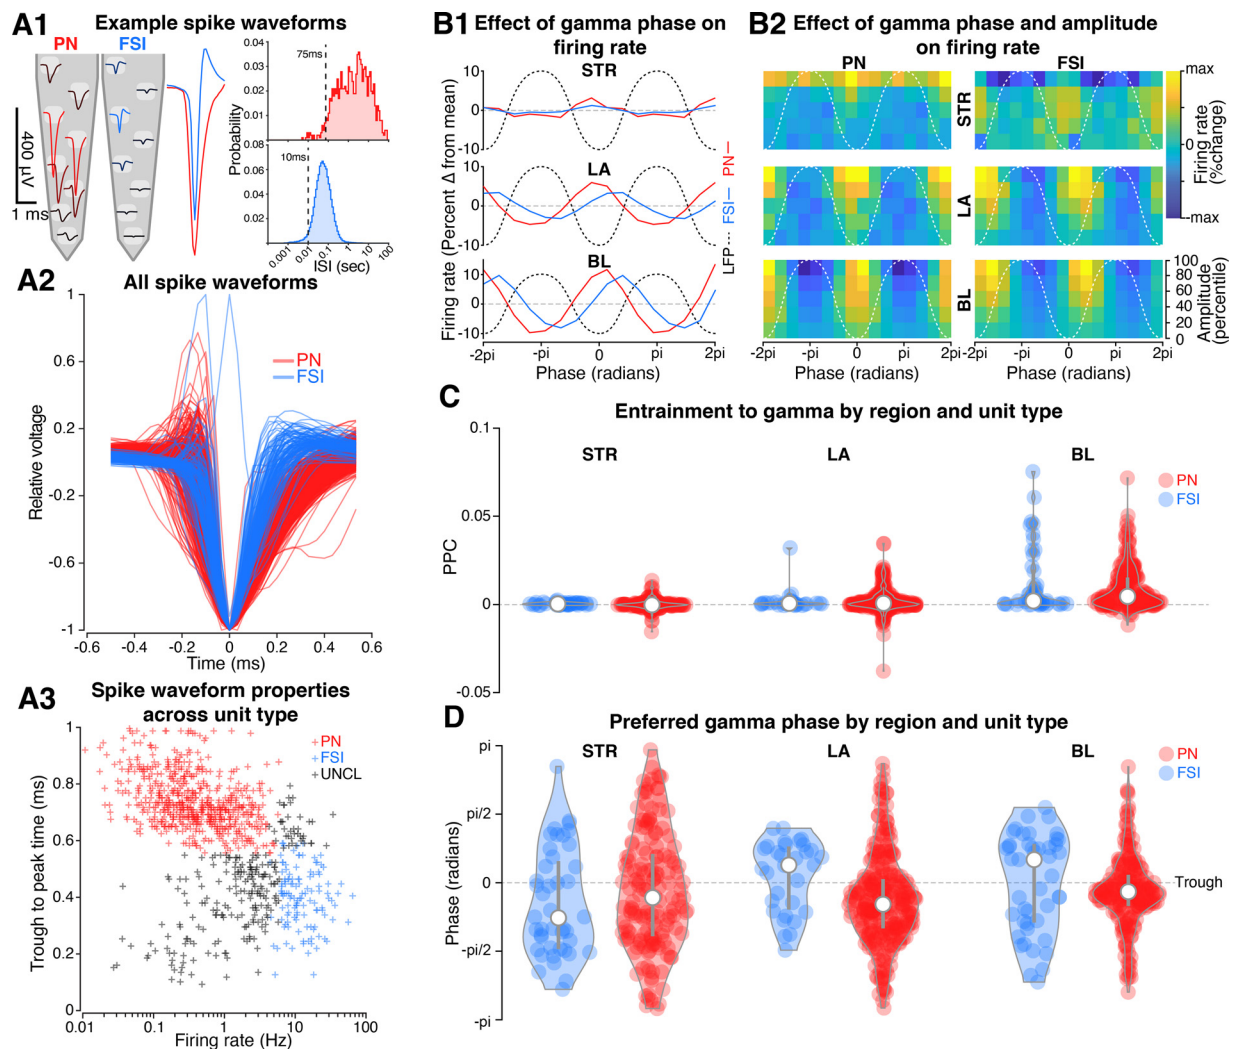 A1 Example spike waveforms
PN FSI
400 µV
1 ms
75ms
0.04
0.03
0.02
0.01
0
Probability
10ms
0.08
0.06
0.04
0.02
0.001 0.01 0.1 1 10 100
ISI (sec)
A2 All spike waveforms
1
0.6
0.2
-0.2
-0.6
-1
Relative voltage
PN
FSI
-0.6 -0.4 -0.2 0 0.2 0.4 0.6
Time (ms)
A3 Spike waveform properties
across unit type
1
0.8
0.6
0.4
0.2
0
Trough to peak time (ms)
PN
FSI
UNCL
0.01 0.1 1 10 100
Firing rate (Hz)
B1 Effect of gamma phase on
firing rate
STR
10
0
-10
LA
10
0
-10
BL
10
0
-10
Firing rate (Percent Δ from mean)
LFP--- FSI— PN—
-2pi -pi 0 pi 2pi
Phase (radians)
B2 Effect of gamma phase and amplitude
on firing rate
PN FSI
STR
LA
BL
max
-max
Firing rate
(%change)
100
80
60
40
20
0
Amplitude
(percentile)
-2pi -pi 0 pi 2pi
-2pi -pi 0 pi 2pi
Phase (radians)
C Entrainment to gamma by region and unit type
STR LA BL
0.1
0.05
0
-0.05
PPC
PN
FSI
D Preferred gamma phase by region and unit type
STR LA BL
pi
pi/2
0
-pi/2
-pi
Phase (radians)
PN
FSI
Trough